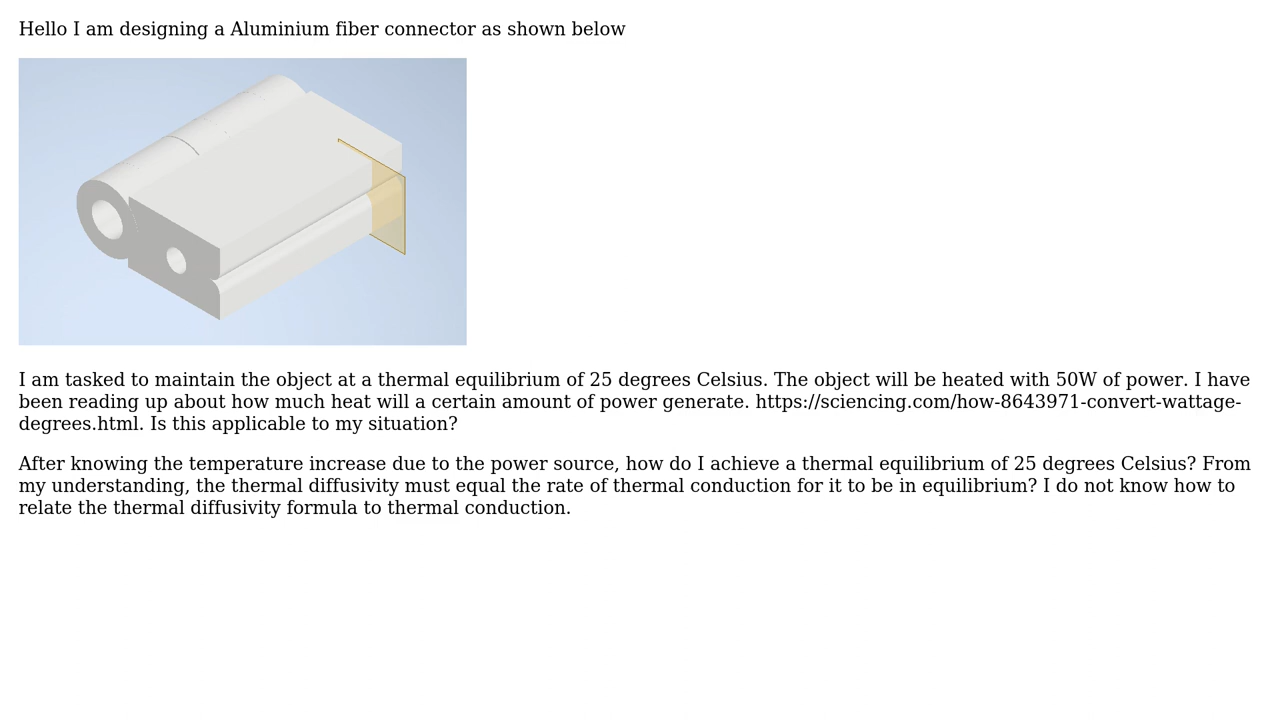 Hello I am designing a Aluminium fiber connector as shown below
I am tasked to maintain the object at a thermal equilibrium of 25 degrees Celsius. The object will be heated with 50W of power. I have
been reading up about how much heat will a certain amount of power generate. https://sciencing.com/how-8643971-convert-wattage-
degrees.html. Is this applicable to my situation?
After knowing the temperature increase due to the power source, how do I achieve a thermal equilibrium of 25 degrees Celsius? From
my understanding, the thermal diffusivity must equal the rate of thermal conduction for it to be in equilibrium? I do not know how to
relate the thermal diffusivity formula to thermal conduction.